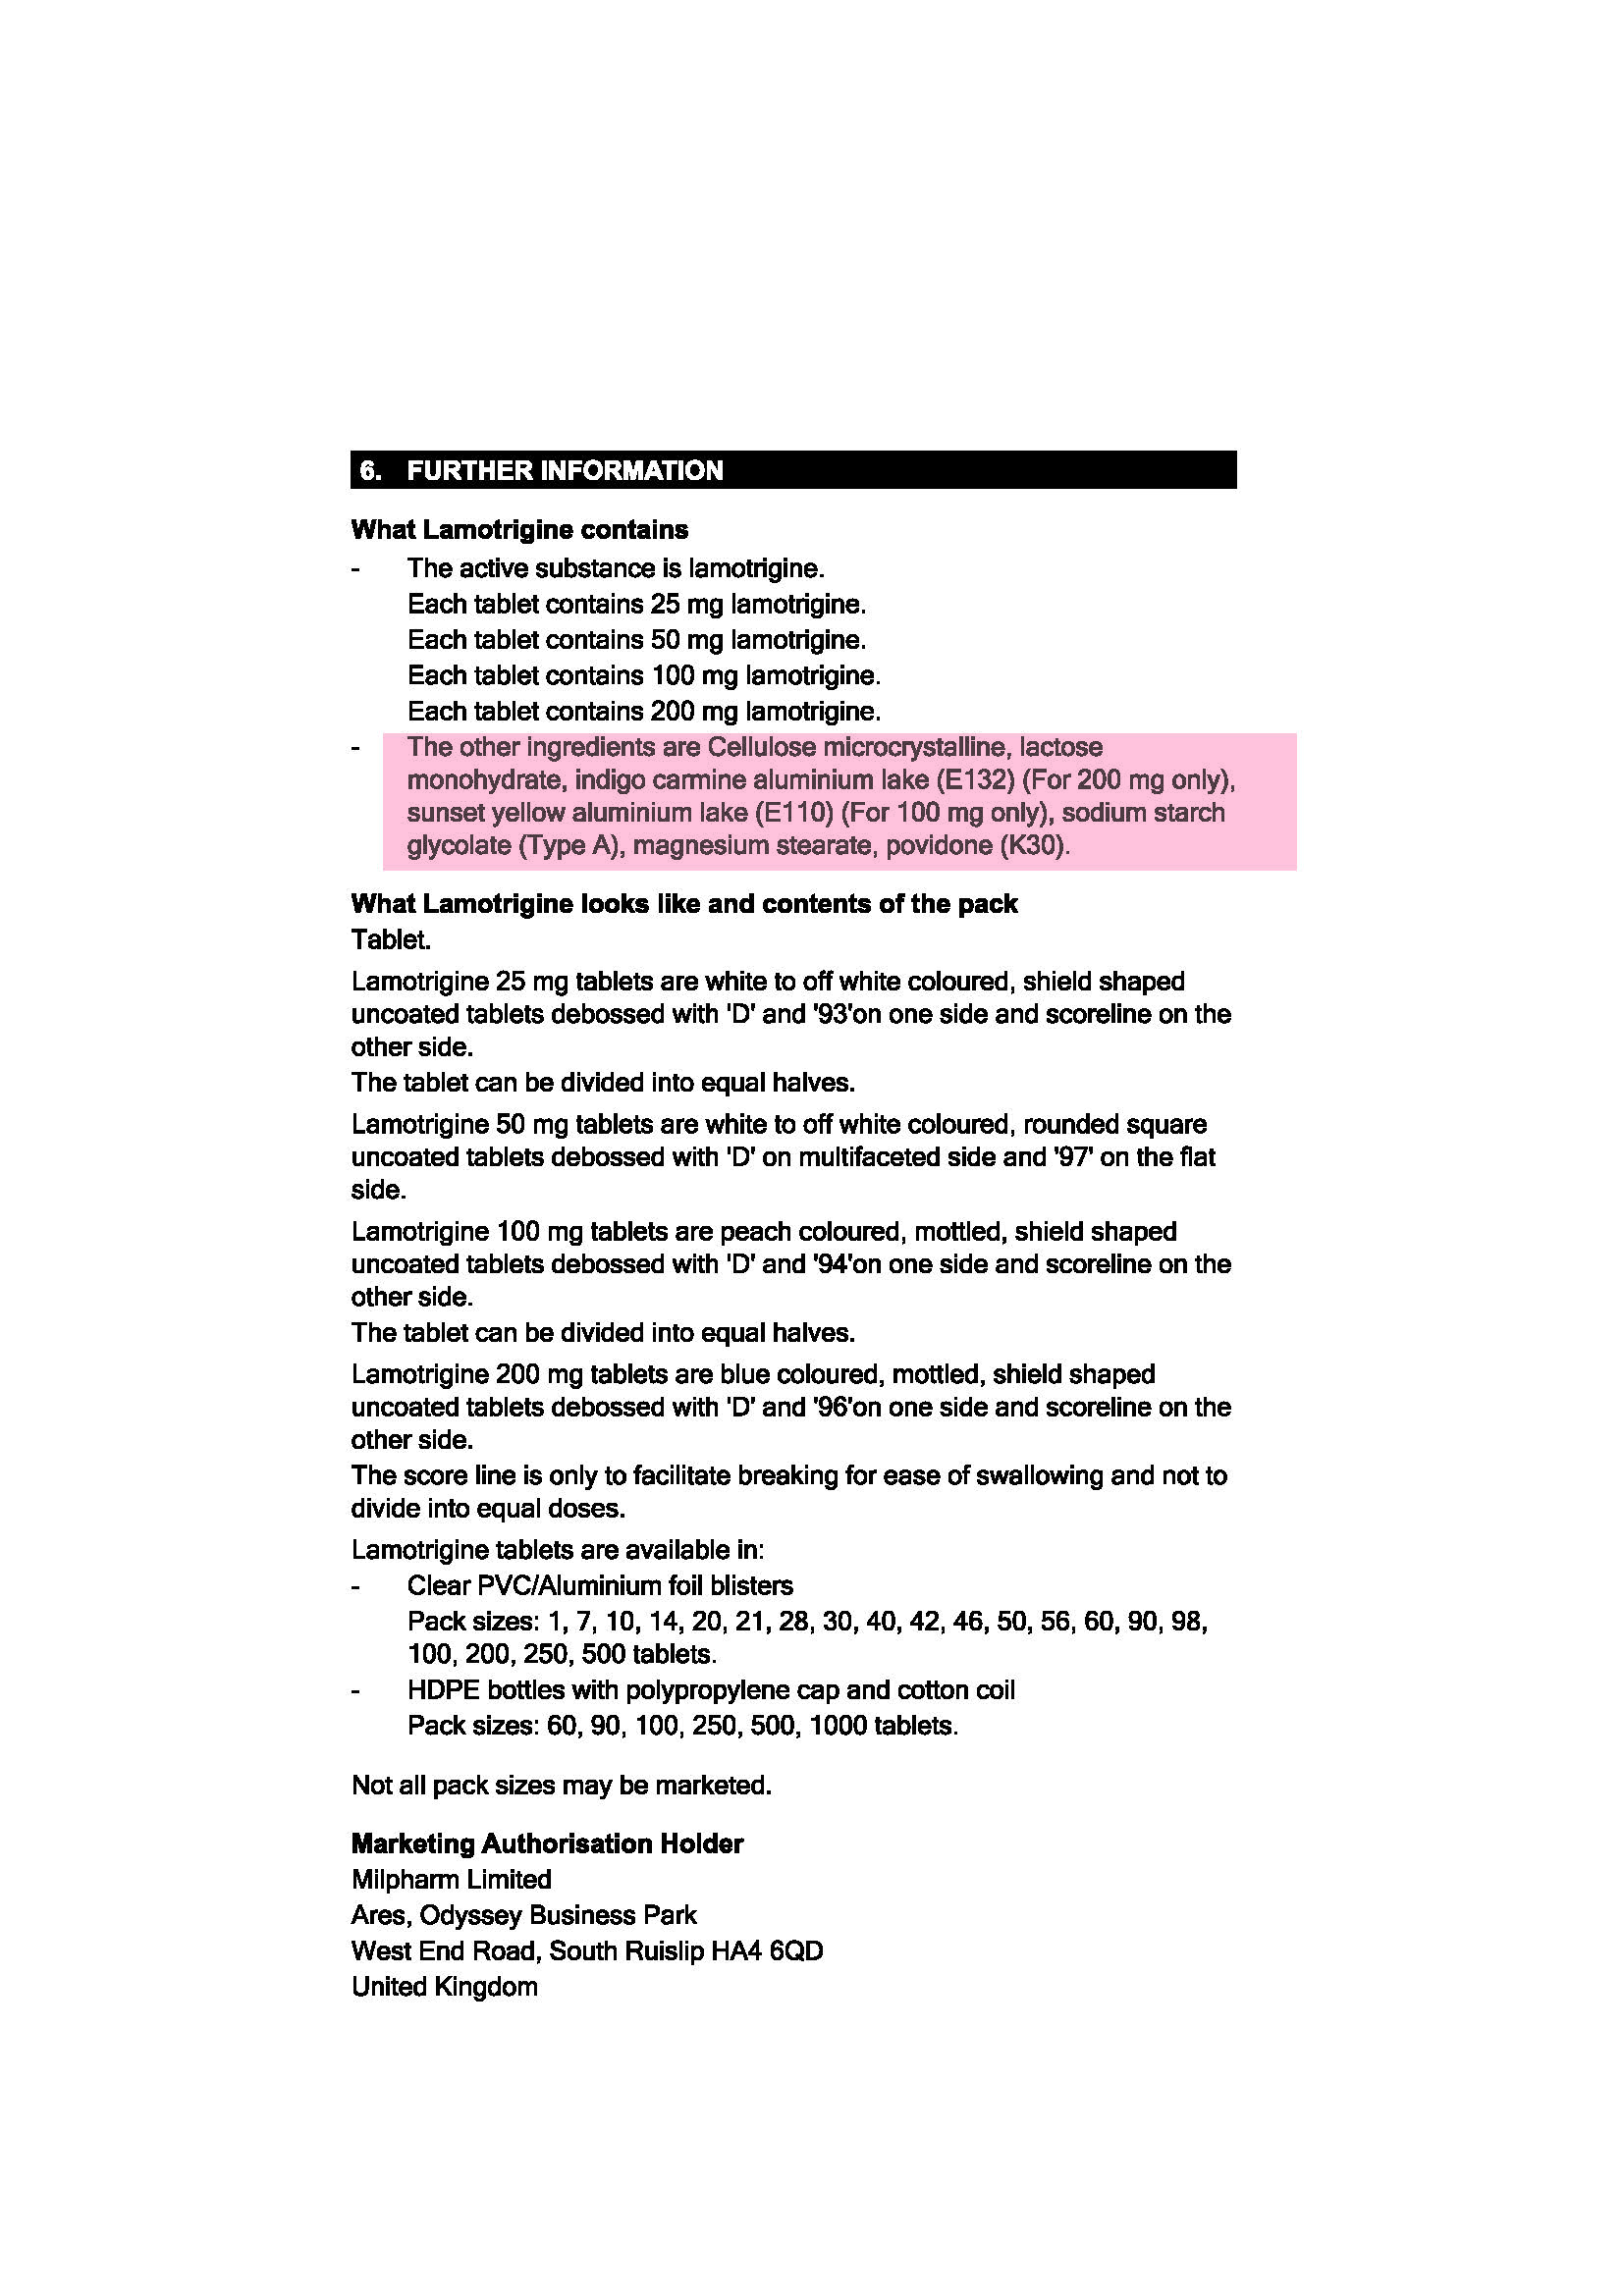 6. FURTHER INFORMATION
What Lamotrigine contains
- The active substance is lamotrigine.
Each tablet contains 25 mg lamotrigine.
Each tablet contains 50 mg lamotrigine.
Each tablet contains 100 mg lamotrigine.
Each tablet contains 200 mg lamotrigine.
- The other ingredients are Cellulose microcrystalline, lactose
monohydrate, indigo carmine aluminium lake (E132) (For 200 mg only),
sunset yellow aluminium lake (E110) (For 100 mg only), sodium starch
glycolate (Type A), magnesium stearate, povidone (K30).
What Lamotrigine looks like and contents of the pack
Tablet.
Lamotrigine 25 mg tablets are white to off white coloured, shield shaped
uncoated tablets debossed with 'D' and '93'on one side and scoreline on the
other side.
The tablet can be divided into equal halves.
Lamotrigine 50 mg tablets are white to off white coloured, rounded square
uncoated tablets debossed with 'D' on multifaceted side and '97' on the flat
side.
Lamotrigine 100 mg tablets are peach coloured, mottled, shield shaped
uncoated tablets debossed with 'D' and '94'on one side and scoreline on the
other side.
The tablet can be divided into equal halves.
Lamotrigine 200 mg tablets are blue coloured, mottled, shield shaped
uncoated tablets debossed with 'D' and '96'on one side and scoreline on the
other side.
The score line is only to facilitate breaking for ease of swallowing and not to
divide into equal doses.
Lamotrigine tablets are available in:
- Clear PVC/Aluminium foil blisters
Pack sizes: 1, 7, 10, 14, 20, 21, 28, 30, 40, 42, 46, 50, 56, 60, 90, 98,
100, 200, 250, 500 tablets.
- HDPE bottles with polypropylene cap and cotton coil
Pack sizes: 60, 90, 100, 250, 500, 1000 tablets.
Not all pack sizes may be marketed.
Marketing Authorisation Holder
Milpharm Limited
Ares, Odyssey Business Park
West End Road, South Ruislip HA4 6QD
United Kingdom